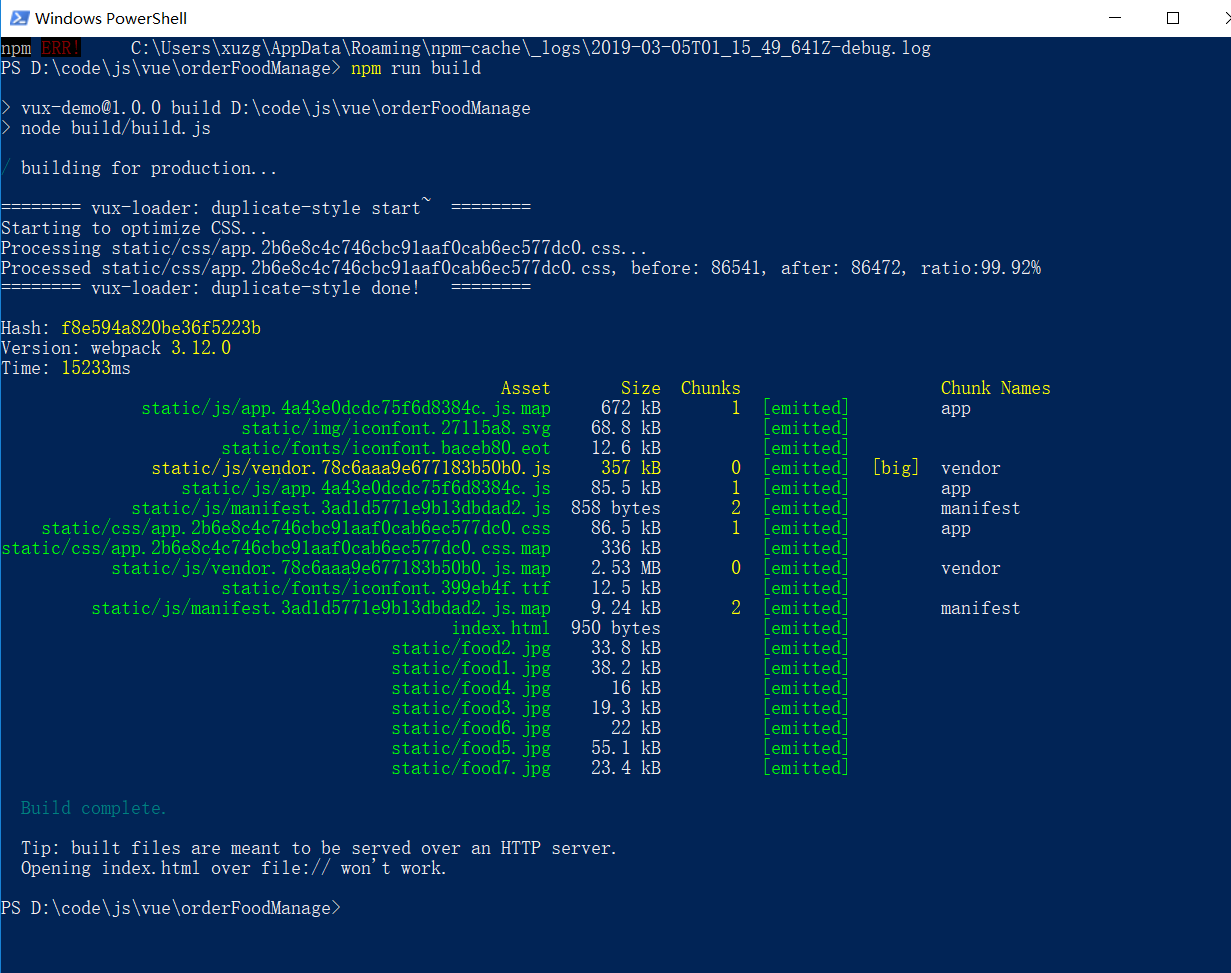 Windows PowerShell
npm ERR!     C:\Users\xuzg\AppData\Roaming\npm-cache\_logs\2019-03-05T01_15_49_641Z-debug.log
PS D:\code\js\vue\orderFoodManage> npm run build
> vux-demo@1.0.0 build D:\code\js\vue\orderFoodManage
> node build/build.js
/ building for production...
======== vux-loader: duplicate-style start~  ========
Starting to optimize CSS...
Processing static/css/app.2b6e8c4c746cbc91aaf0cab6ec577dc0.css...
Processed static/css/app.2b6e8c4c746cbc91aaf0cab6ec577dc0.css, before: 86541, after: 86472, ratio:99.92%
======== vux-loader: duplicate-style done!   ========
Hash: f8e594a820be36f5223b
Version: webpack 3.12.0
Time: 15233ms
Asset       Size  Chunks                    Chunk Names
static/js/app.4a43e0dcdc75f6d8384c.js.map     672 kB       1  [emitted]         app
static/img/iconfont.27115a8.svg    68.8 kB          [emitted]
static/fonts/iconfont.baceb80.eot    12.6 kB          [emitted]
static/js/vendor.78c6aaa9e677183b50b0.js     357 kB       0  [emitted]  [big]  vendor
static/js/app.4a43e0dcdc75f6d8384c.js    85.5 kB       1  [emitted]         app
static/js/manifest.3ad1d5771e9b13dbdad2.js  858 bytes       2  [emitted]         manifest
static/css/app.2b6e8c4c746cbc91aaf0cab6ec577dc0.css    86.5 kB       1  [emitted]         app
static/css/app.2b6e8c4c746cbc91aaf0cab6ec577dc0.css.map     336 kB          [emitted]
static/js/vendor.78c6aaa9e677183b50b0.js.map    2.53 MB       0  [emitted]         vendor
static/fonts/iconfont.399eb4f.ttf    12.5 kB          [emitted]
static/js/manifest.3ad1d5771e9b13dbdad2.js.map    9.24 kB       2  [emitted]         manifest
index.html  950 bytes          [emitted]
static/food2.jpg    33.8 kB          [emitted]
static/food1.jpg    38.2 kB          [emitted]
static/food4.jpg      16 kB          [emitted]
static/food3.jpg    19.3 kB          [emitted]
static/food6.jpg      22 kB          [emitted]
static/food5.jpg    55.1 kB          [emitted]
static/food7.jpg    23.4 kB          [emitted]
Build complete.
Tip: built files are meant to be served over an HTTP server.
Opening index.html over file:// won't work.
PS D:\code\js\vue\orderFoodManage>